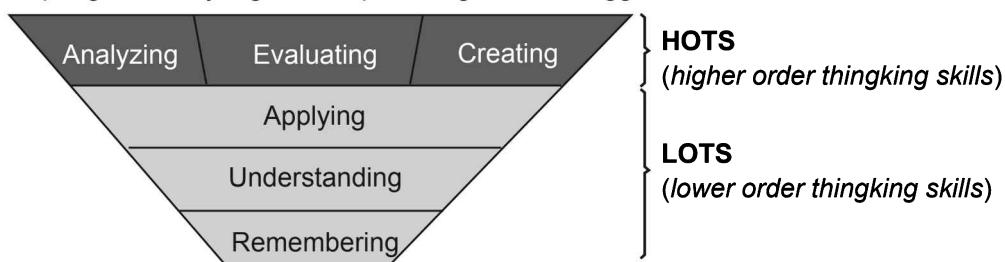 Analyzing Evaluating Creating
HOTS
(higher order thingking skills)
Applying
Understanding
Remembering
LOTS
(lower order thingking skills)